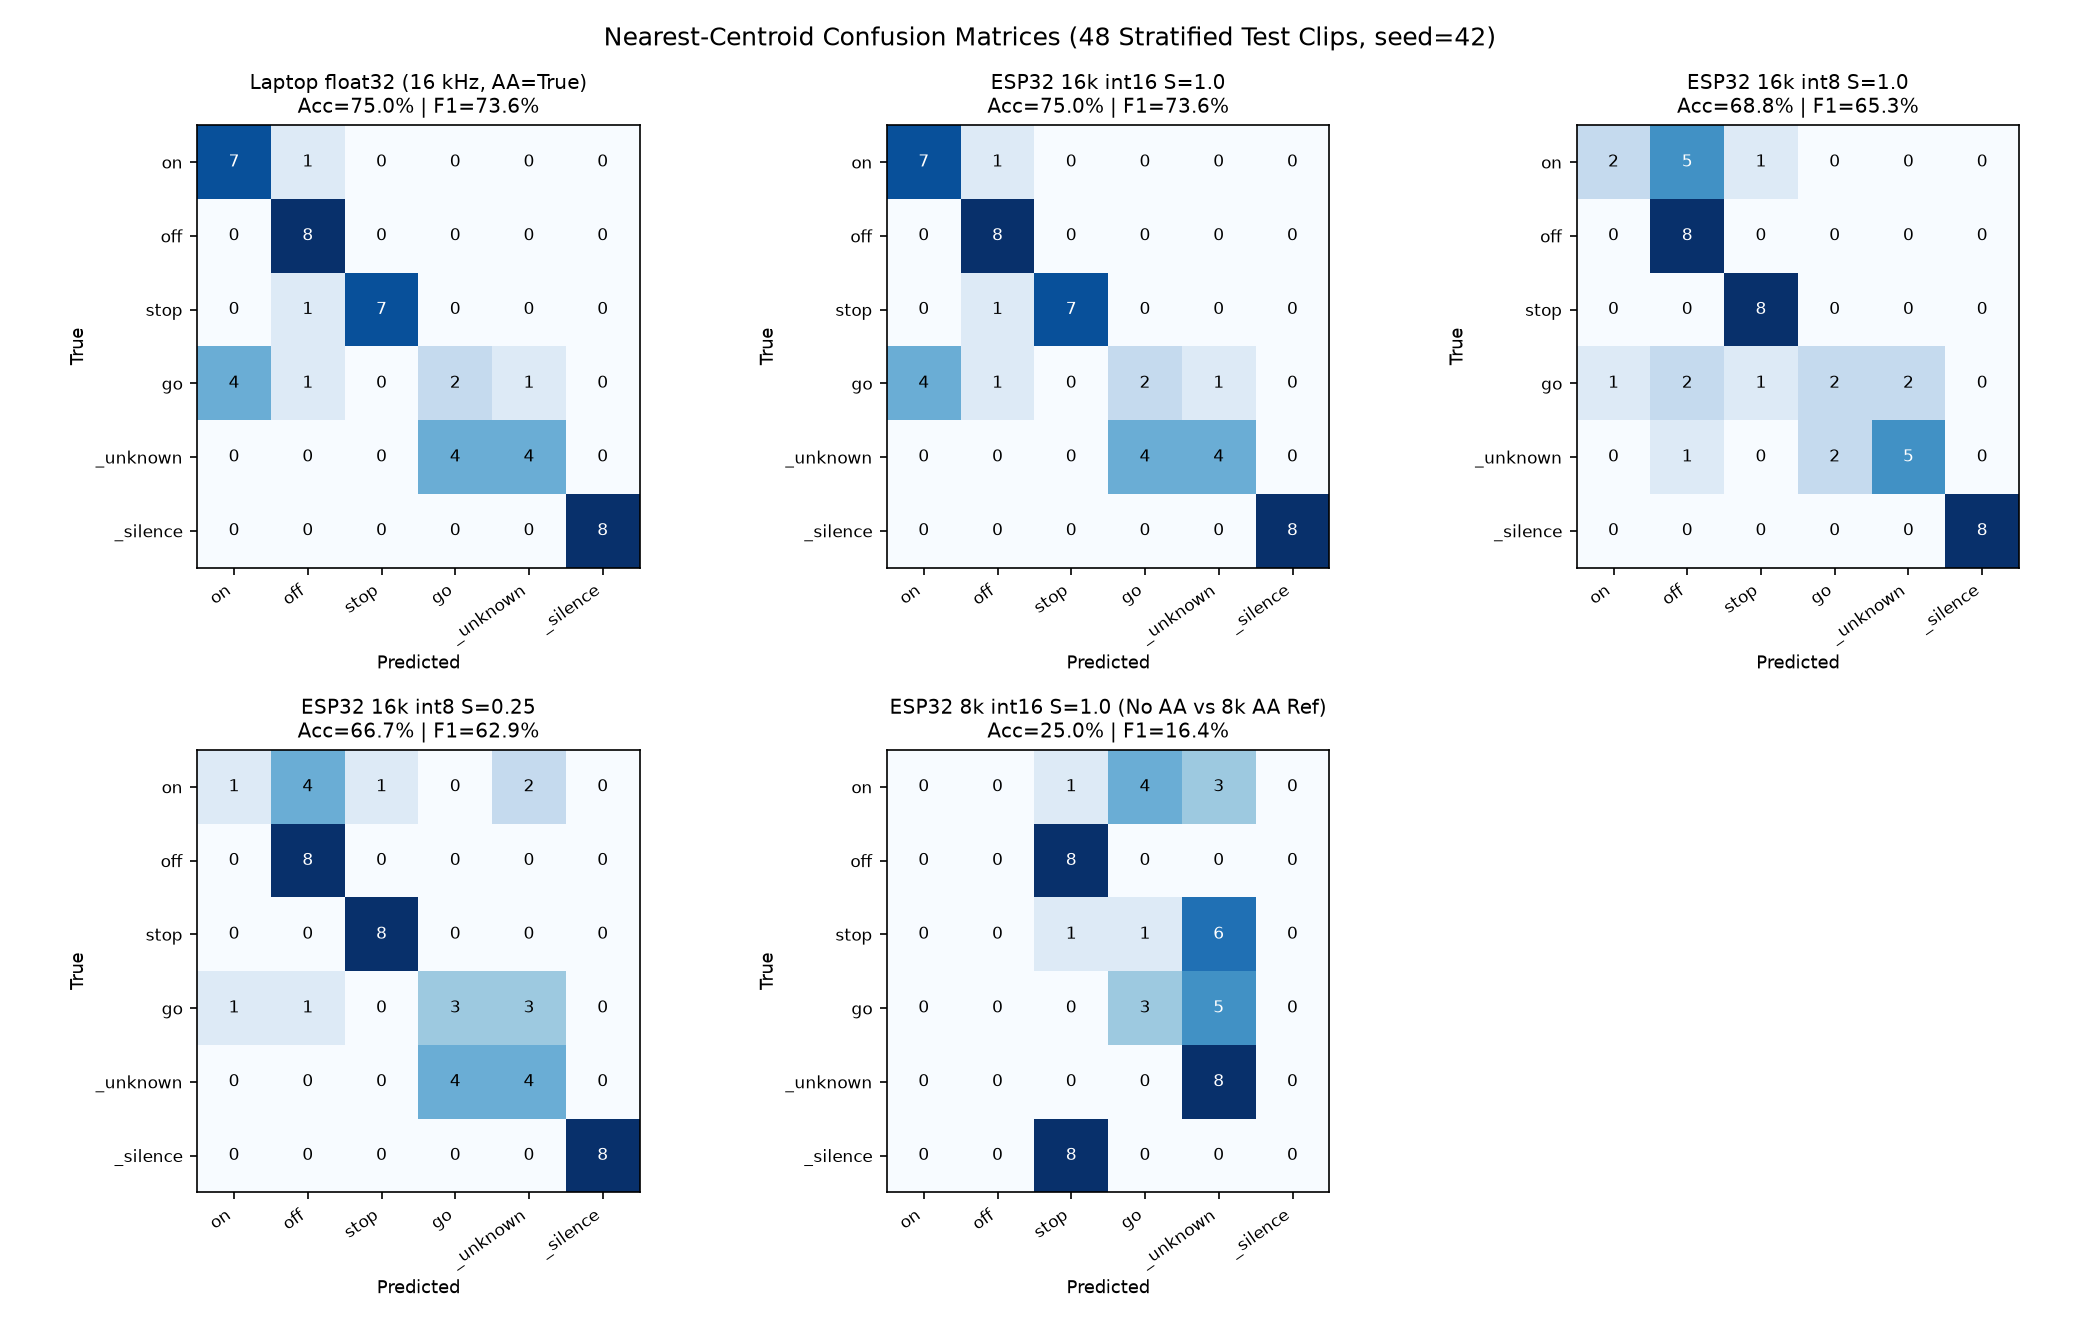 Nearest-Centroid Confusion Matrices (48 Stratified Test Clips, seed=42)
Laptop float32 (16 kHz, AA=True)
Acc=75.0% | F1=73.6%
on 7 1 0 0 0 0
off 0 8 0 0 0 0
stop 0 1 7 0 0 0
go 4 1 0 2 1 0
_unknown 0 0 0 4 4 0
_silence 0 0 0 0 0 8
True
on off stop go _unknown _silence
Predicted
ESP32 16k int16 S=1.0
Acc=75.0% | F1=73.6%
on 7 1 0 0 0 0
off 0 8 0 0 0 0
stop 0 1 7 0 0 0
go 4 1 0 2 1 0
_unknown 0 0 0 4 4 0
_silence 0 0 0 0 0 8
True
on off stop go _unknown _silence
Predicted
ESP32 16k int8 S=1.0
Acc=68.8% | F1=65.3%
on 2 5 1 0 0 0
off 0 8 0 0 0 0
stop 0 0 8 0 0 0
go 1 2 1 2 2 0
_unknown 0 1 0 2 5 0
_silence 0 0 0 0 0 8
True
on off stop go _unknown _silence
Predicted
ESP32 16k int8 S=0.25
Acc=66.7% | F1=62.9%
on 1 4 1 0 2 0
off 0 8 0 0 0 0
stop 0 0 8 0 0 0
go 1 1 0 3 3 0
_unknown 0 0 0 4 4 0
_silence 0 0 0 0 0 8
True
on off stop go _unknown _silence
Predicted
ESP32 8k int16 S=1.0 (No AA vs 8k AA Ref)
Acc=25.0% | F1=16.4%
on 0 0 1 4 3 0
off 0 0 8 0 0 0
stop 0 0 1 1 6 0
go 0 0 0 3 5 0
_unknown 0 0 0 0 8 0
_silence 0 0 8 0 0 0
True
on off stop go _unknown _silence
Predicted